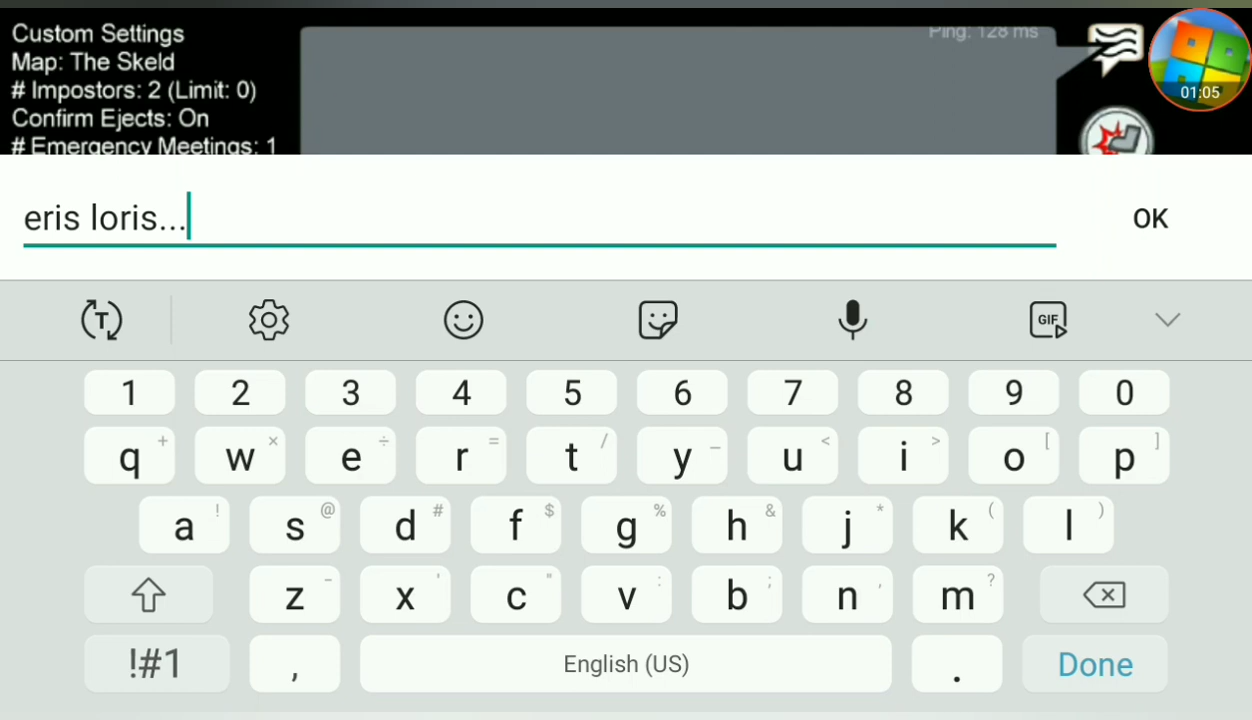 Custom Settings
Map: The Skeld
# Impostors: 2 (Limit: 0)
Confirm Ejects: On
# Emergency Meetings: 1
Ping: 128 ms
01:05
eris loris...
OK
T
GIF
1 2 3 4 5 6 7 8 9 0
q + w × e ÷ r = t / y _ u < i > o [ p ]
a ! s @ d # f $ g % h & j * k ( l )
z - x ' c " v : b ; n , m ?
!#1 , English (US) . Done